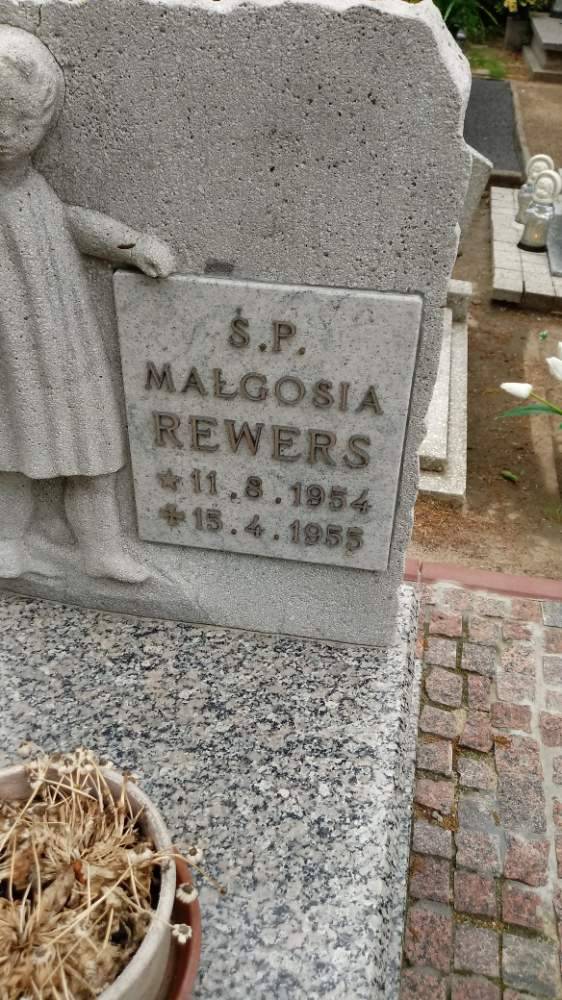 S.P.
MAŁGOSIA
REWERS
* 11.8.1954
+ 15.4.1955